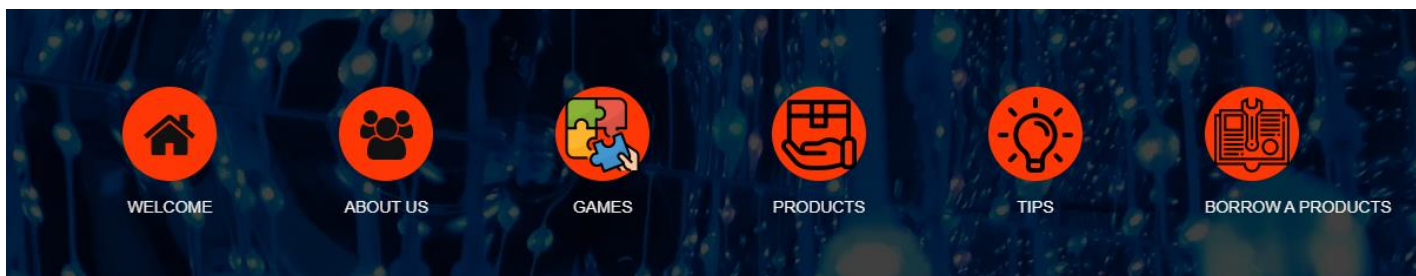 WELCOME
ABOUT US
GAMES
PRODUCTS
TIPS
BORROW A PRODUCTS